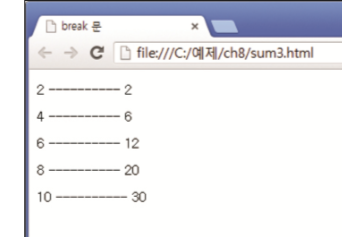 break 문
file:///C:/예제/ch8/sum3.html
2 ---------- 2
4 ---------- 6
6 ---------- 12
8 ---------- 20
10 ---------- 30